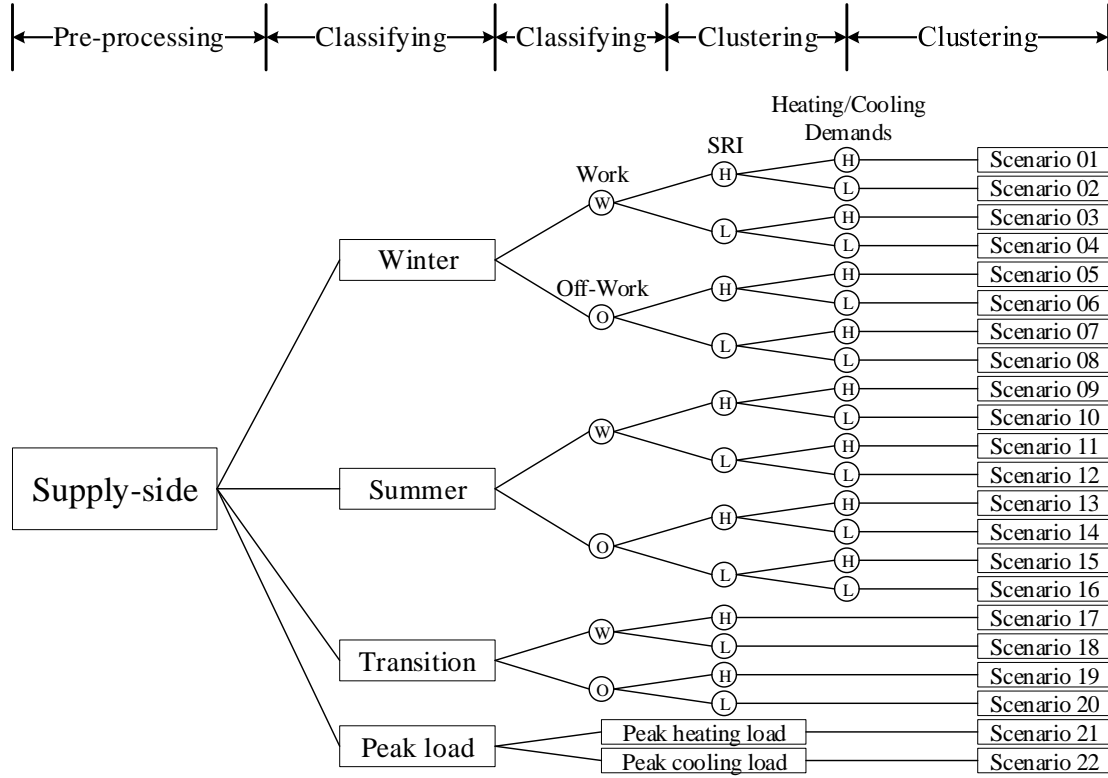 Pre-processing
Classifying
Classifying
Clustering
Clustering
Heating/Cooling
Demands
SRI
Work
Off-Work
Supply-side
Winter
W
H
H
Scenario 01
L
Scenario 02
L
H
Scenario 03
L
Scenario 04
O
H
H
Scenario 05
L
Scenario 06
L
H
Scenario 07
L
Scenario 08
Summer
W
H
H
Scenario 09
L
Scenario 10
L
H
Scenario 11
L
Scenario 12
O
H
H
Scenario 13
L
Scenario 14
L
H
Scenario 15
L
Scenario 16
Transition
W
H
Scenario 17
L
Scenario 18
O
H
Scenario 19
L
Scenario 20
Peak load
Peak heating load
Scenario 21
Peak cooling load
Scenario 22